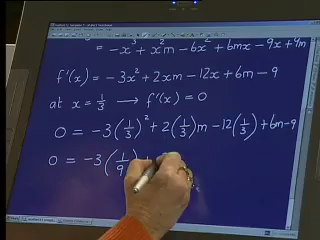 = -x³ + x²m - 6x² + 6mx - 9x + 9m
f'(x) = -3x² + 2xm - 12x + 6m - 9
at x = 1/3 → f'(x) = 0
0 = -3(1/3)² + 2(1/3)m - 12(1/3) + 6m - 9
0 = -3(1/9) +